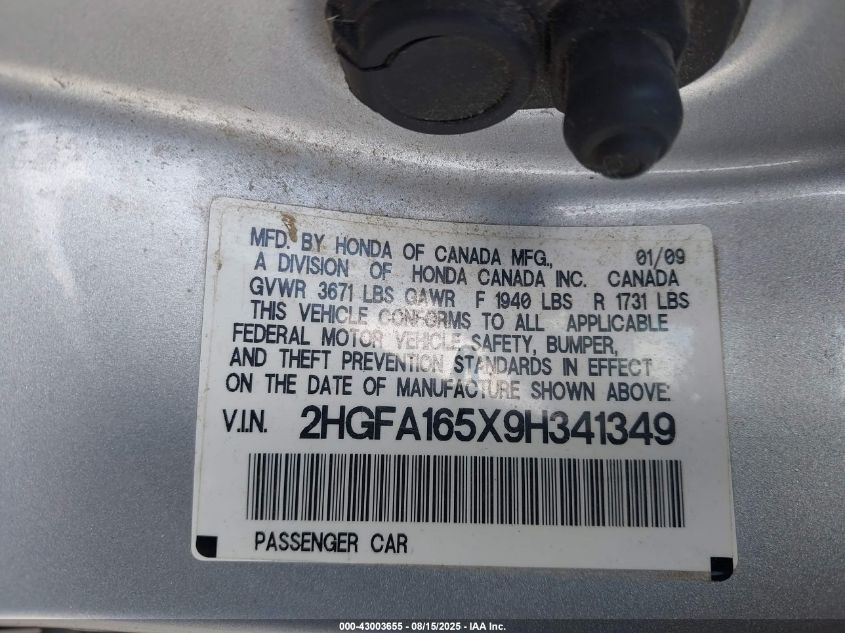 MFD. BY HONDA OF CANADA MFG., 01/09
A DIVISION OF HONDA CANADA INC. CANADA
GVWR 3671 LBS GAWR F 1940 LBS R 1731 LBS
THIS VEHICLE CONFORMS TO ALL APPLICABLE
FEDERAL MOTOR VEHICLE SAFETY, BUMPER,
AND THEFT PREVENTION STANDARDS IN EFFECT
ON THE DATE OF MANUFACTURE SHOWN ABOVE.
V.I.N. 2HGFA165X9H341349
PASSENGER CAR
000-43003655 - 08/15/2025 - IAA Inc.